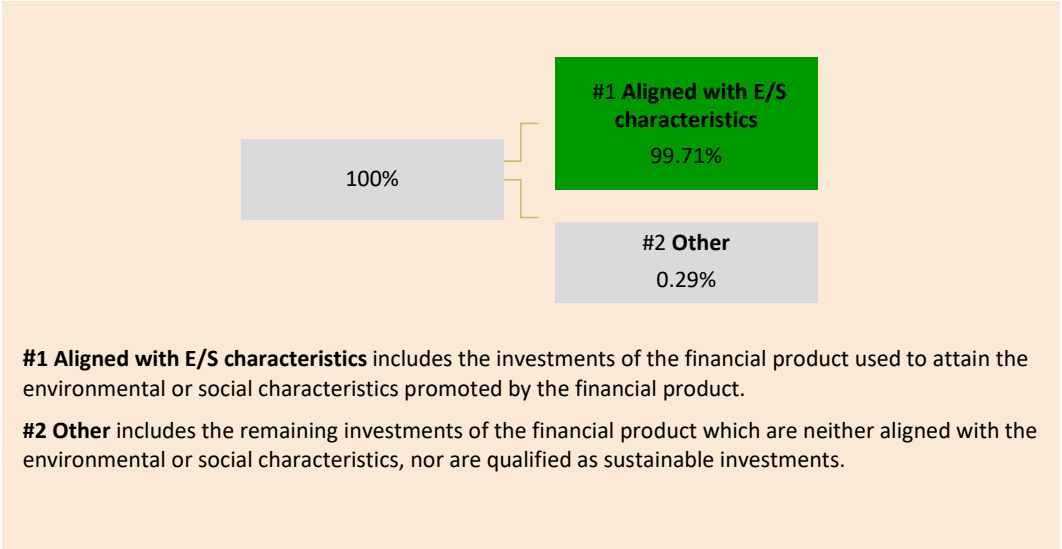 #1 Aligned with E/S
characteristics
99.71%
100%
#2 Other
0.29%
#1 Aligned with E/S characteristics includes the investments of the financial product used to attain the
environmental or social characteristics promoted by the financial product.
#2 Other includes the remaining investments of the financial product which are neither aligned with the
environmental or social characteristics, nor are qualified as sustainable investments.